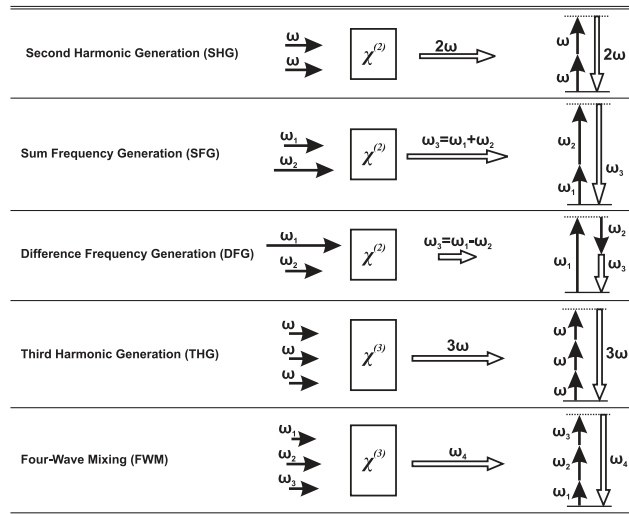 Second Harmonic Generation (SHG)
ω
ω
χ(2)
2ω
ω
ω
2ω
Sum Frequency Generation (SFG)
ω1
ω2
χ(2)
ω3=ω1+ω2
ω2
ω1
ω3
Difference Frequency Generation (DFG)
ω1
ω2
χ(2)
ω3=ω1-ω2
ω1
ω2
ω3
Third Harmonic Generation (THG)
ω
ω
ω
χ(3)
3ω
ω
ω
ω
3ω
Four-Wave Mixing (FWM)
ω1
ω2
ω3
χ(3)
ω4
ω3
ω2
ω1
ω4